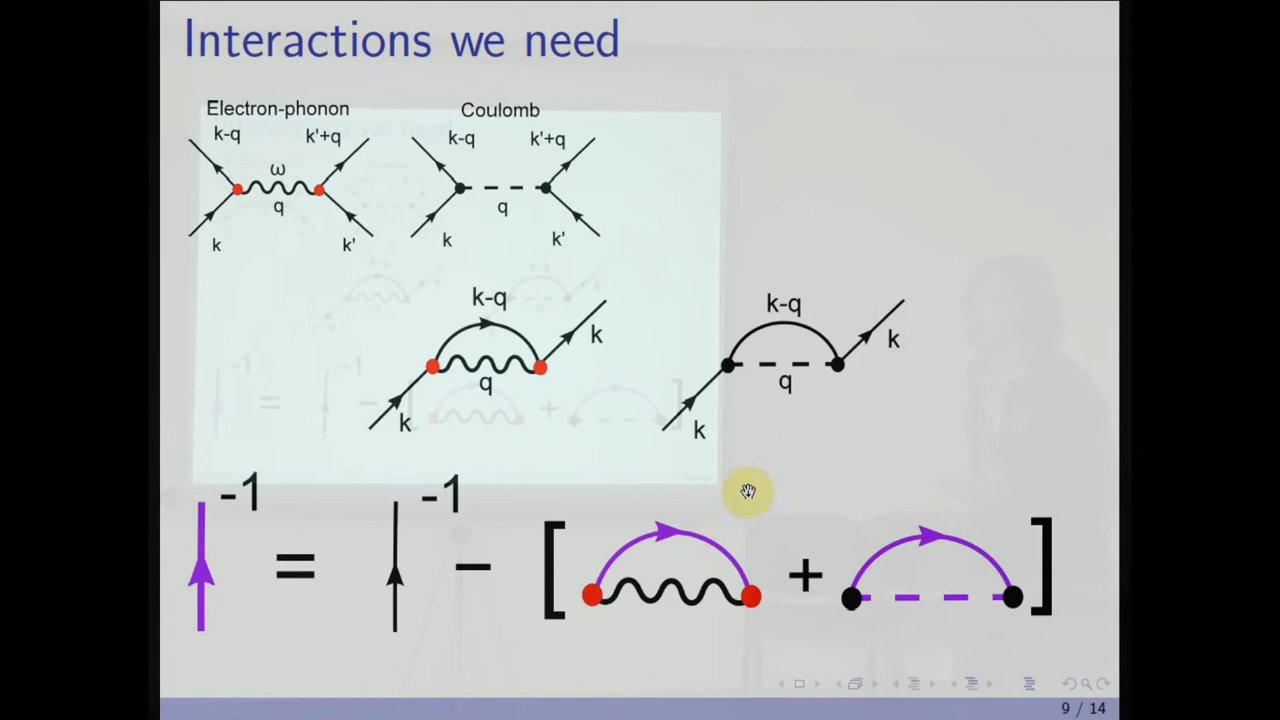 Interactions we need
Electron-phonon
Coulomb
k-q
k'+q
k-q
k'+q
ω
q
q
k
k'
k
k'
k-q
k-q
k
k
q
q
k
k
-1
-1
= − [ + ]
9 / 14